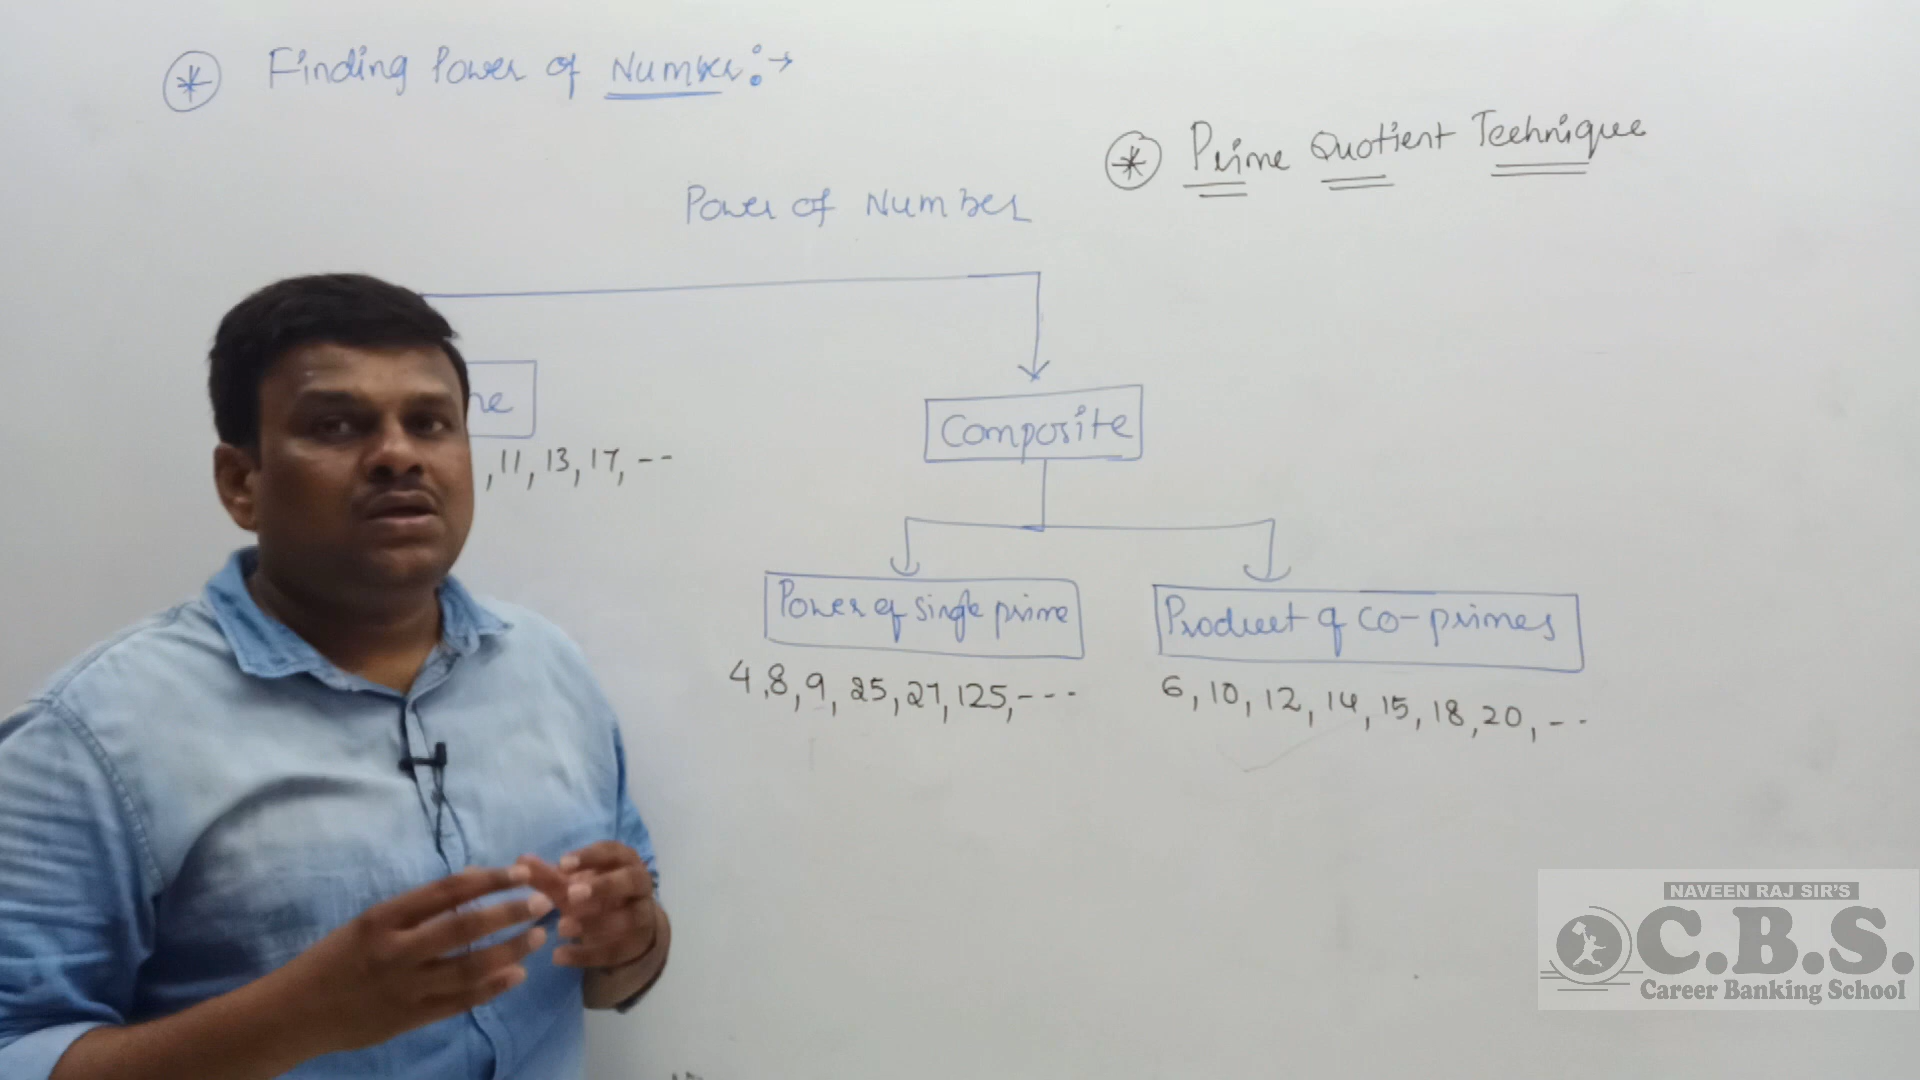 * Finding Power of Number:→
* Prime Quotient Technique
Power of Number
ne
Composite
, 11, 13, 17, --
Power of single prime
Product of co-primes
4, 8, 9, 25, 27, 125, ---
6, 10, 12, 14, 15, 18, 20, --
NAVEEN RAJ SIR'S
C.B.S.
Career Banking School